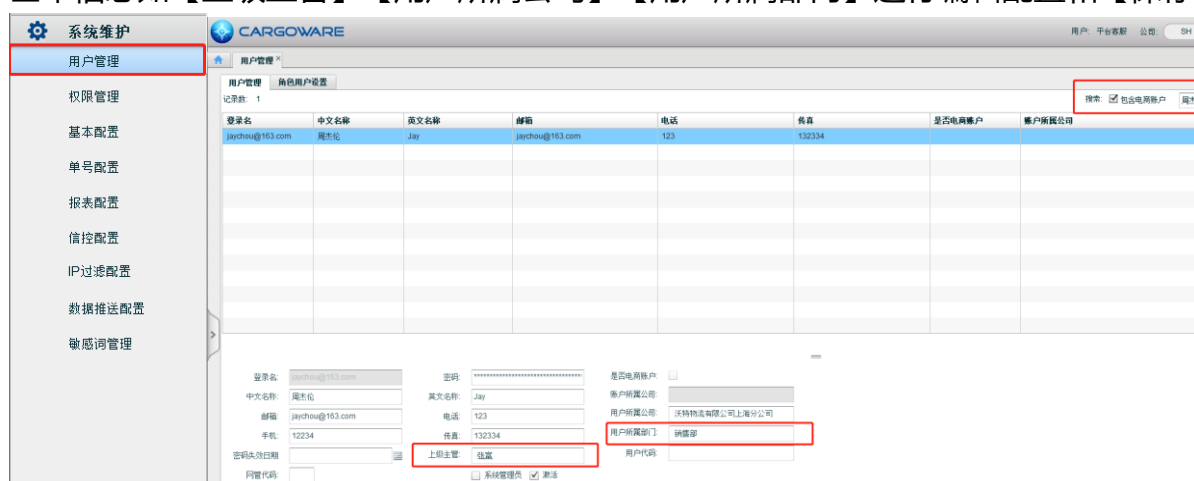 系统维护
CARGOWARE
用户: 平台客服 公司: SH
用户管理
用户管理
权限管理
用户管理 角色用户设置
记录数: 1
搜索: 包含电商账户
登录名 中文名称 英文名称 邮箱 电话 传真 是否电商账户 账户所属公司
jaychou@163.com 周杰伦 Jay jaychou@163.com 123 132334
基本配置
单号配置
报表配置
信控配置
IP过滤配置
数据推送配置
敏感词管理
登录名: jaychou@163.com 密码: 是否电商账户:
中文名称: 周杰伦 英文名称: Jay 账户所属公司:
邮箱: jaychou@163.com 电话: 123 用户所属公司: 沃特物流有限公司上海分公司
手机: 12234 传真: 132334 用户所属部门: 销售部
密码失效日期 上级主管: 张富 用户代码:
网管代码: 系统管理员 激活